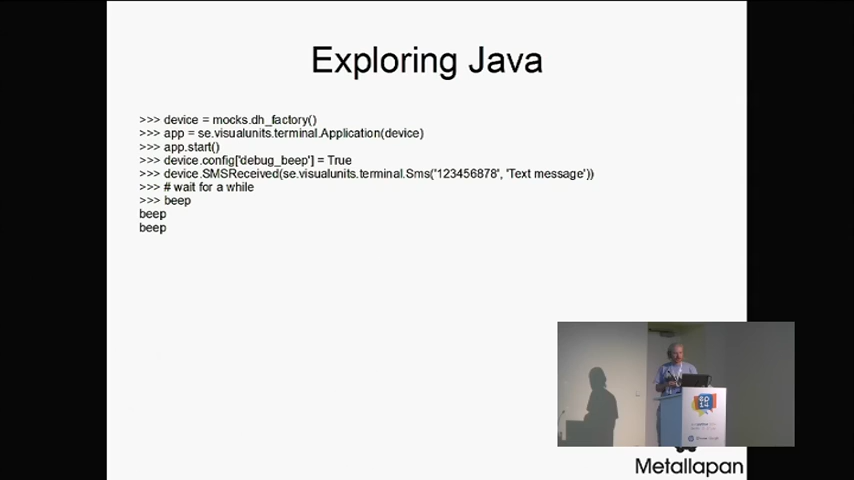 Exploring Java
>>> device = mocks.dh_factory()
>>> app = se.visualunits.terminal.Application(device)
>>> app.start()
>>> device.config['debug_beep'] = True
>>> device.SMSReceived(se.visualunits.terminal.Sms('123456878', 'Text message'))
>>> # wait for a while
>>> beep
beep
beep
Metallapan